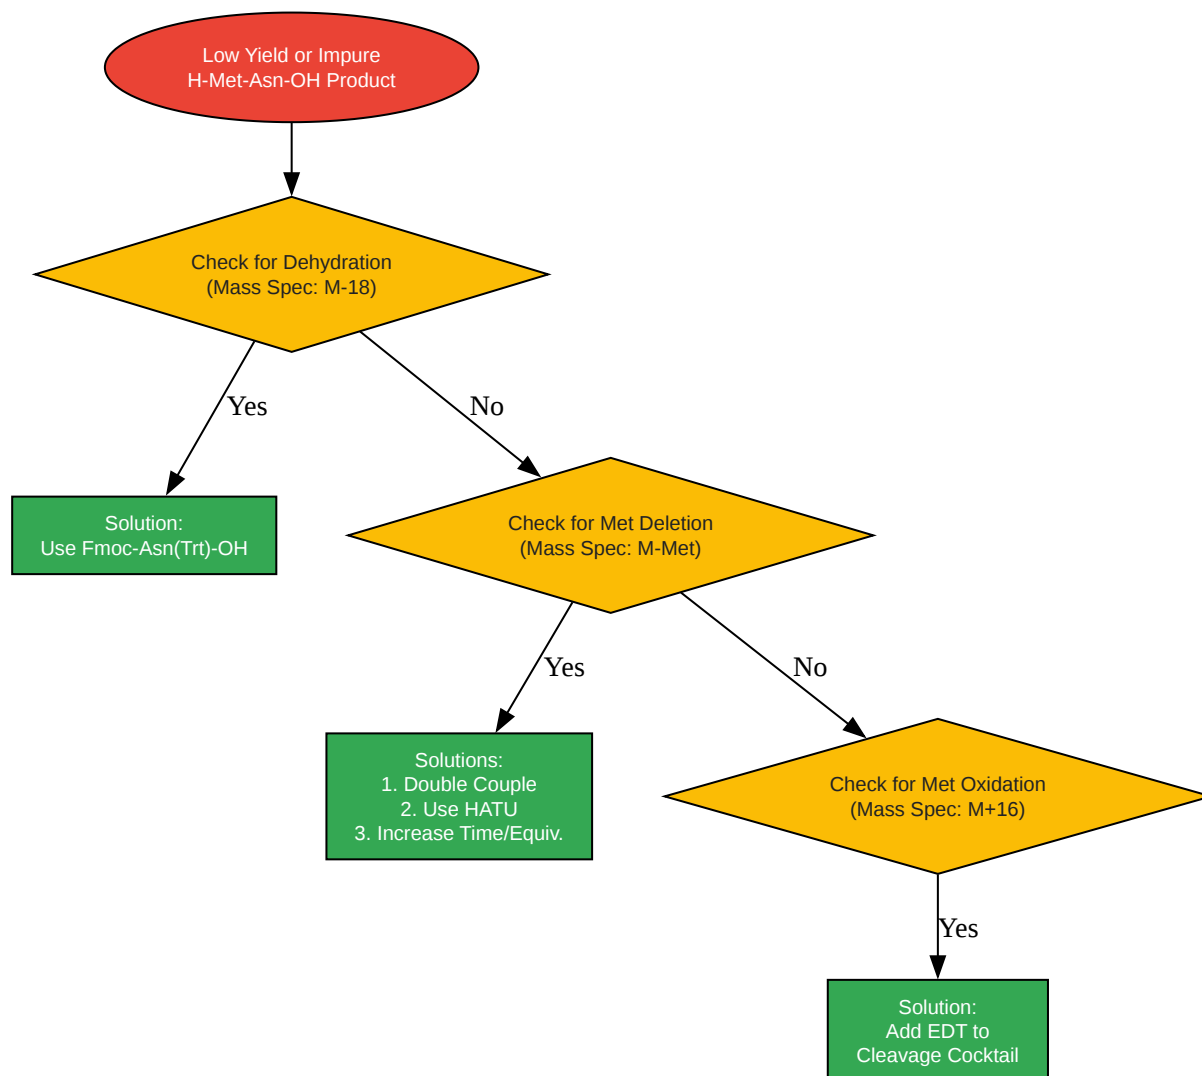 Low Yield or Impure
H-Met-Asn-OH Product
Check for Dehydration
(Mass Spec: M-18)
Yes
No
Solution:
Use Fmoc-Asn(Trt)-OH
Check for Met Deletion
(Mass Spec: M-Met)
Yes
No
Solutions:
1. Double Couple
2. Use HATU
3. Increase Time/Equiv.
Check for Met Oxidation
(Mass Spec: M+16)
Yes
Solution:
Add EDT to
Cleavage Cocktail